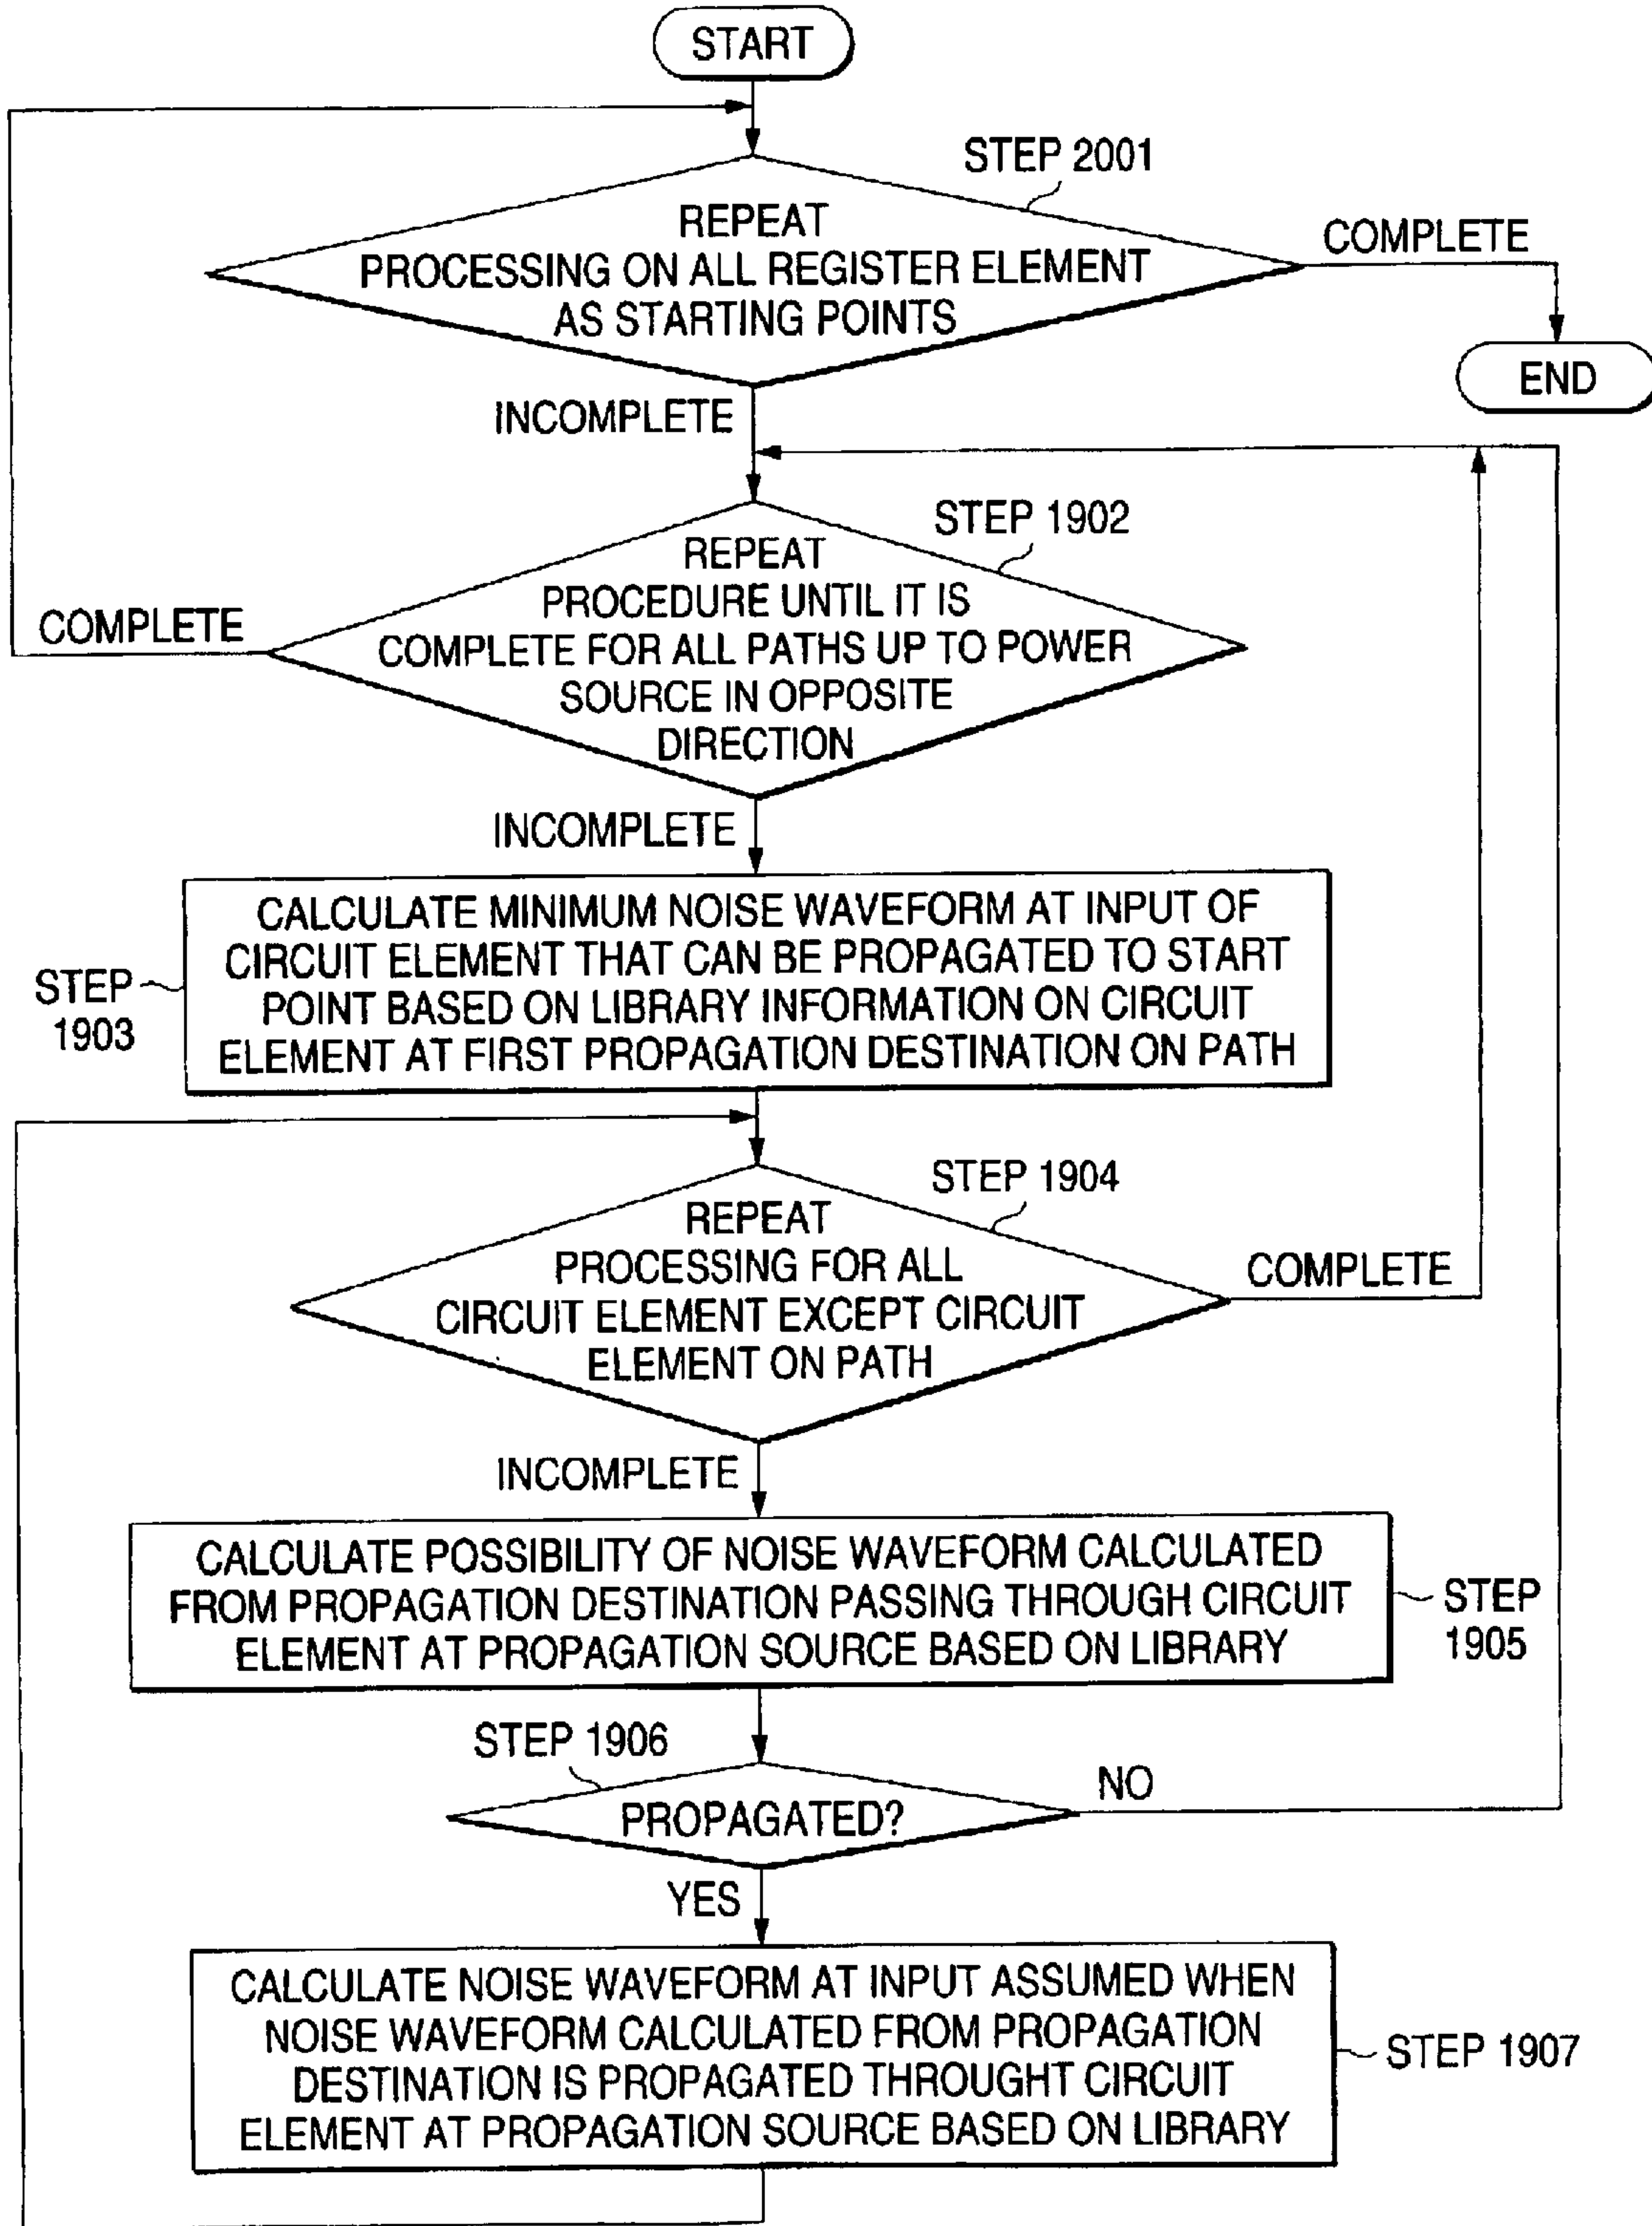 START
STEP 2001
REPEAT
PROCESSING ON ALL REGISTER ELEMENT
AS STARTING POINTS
COMPLETE
END
INCOMPLETE
STEP 1902
REPEAT
PROCEDURE UNTIL IT IS
COMPLETE FOR ALL PATHS UP TO POWER
SOURCE IN OPPOSITE
DIRECTION
COMPLETE
INCOMPLETE
STEP
1903
CALCULATE MINIMUM NOISE WAVEFORM AT INPUT OF
CIRCUIT ELEMENT THAT CAN BE PROPAGATED TO START
POINT BASED ON LIBRARY INFORMATION ON CIRCUIT
ELEMENT AT FIRST PROPAGATION DESTINATION ON PATH
STEP 1904
REPEAT
PROCESSING FOR ALL
CIRCUIT ELEMENT EXCEPT CIRCUIT
ELEMENT ON PATH
COMPLETE
INCOMPLETE
CALCULATE POSSIBILITY OF NOISE WAVEFORM CALCULATED
FROM PROPAGATION DESTINATION PASSING THROUGH CIRCUIT
ELEMENT AT PROPAGATION SOURCE BASED ON LIBRARY
STEP
1905
STEP 1906
PROPAGATED?
NO
YES
CALCULATE NOISE WAVEFORM AT INPUT ASSUMED WHEN
NOISE WAVEFORM CALCULATED FROM PROPAGATION
DESTINATION IS PROPAGATED THROUGHT CIRCUIT
ELEMENT AT PROPAGATION SOURCE BASED ON LIBRARY
STEP 1907